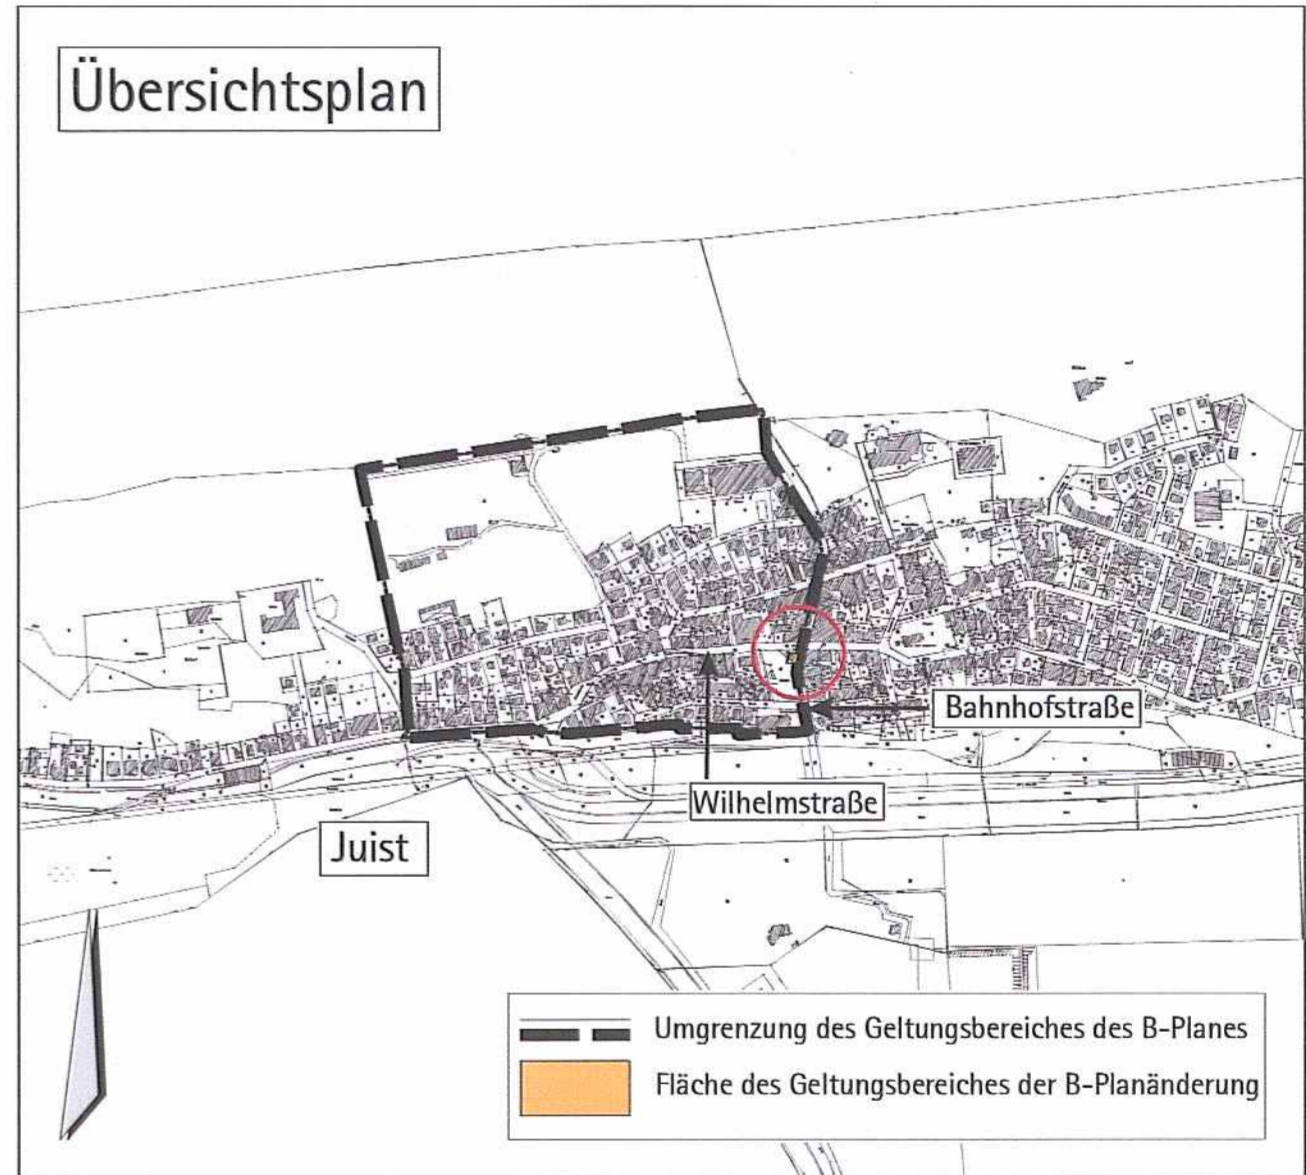 Übersichtsplan
Bahnhofstraße
Wilhelmstraße
Juist
Umgrenzung des Geltungsbereiches des B-Planes
Fläche des Geltungsbereiches der B-Planänderung